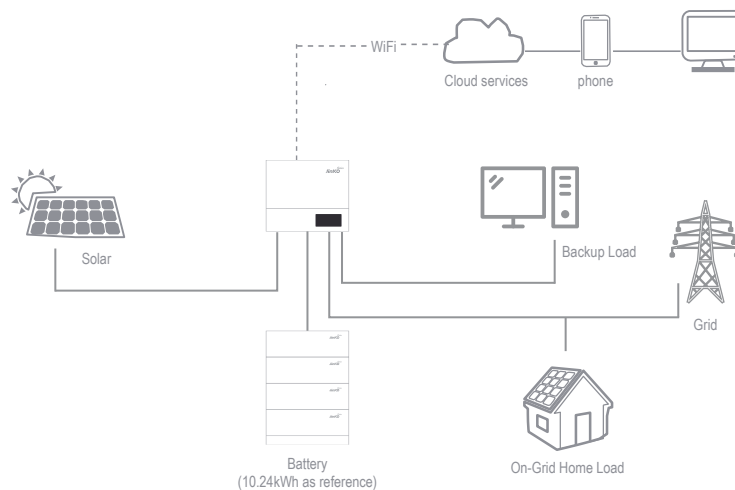 WiFi
Cloud services
phone
Solar
Backup Load
Grid
On-Grid Home Load
Battery
(10.24kWh as reference)